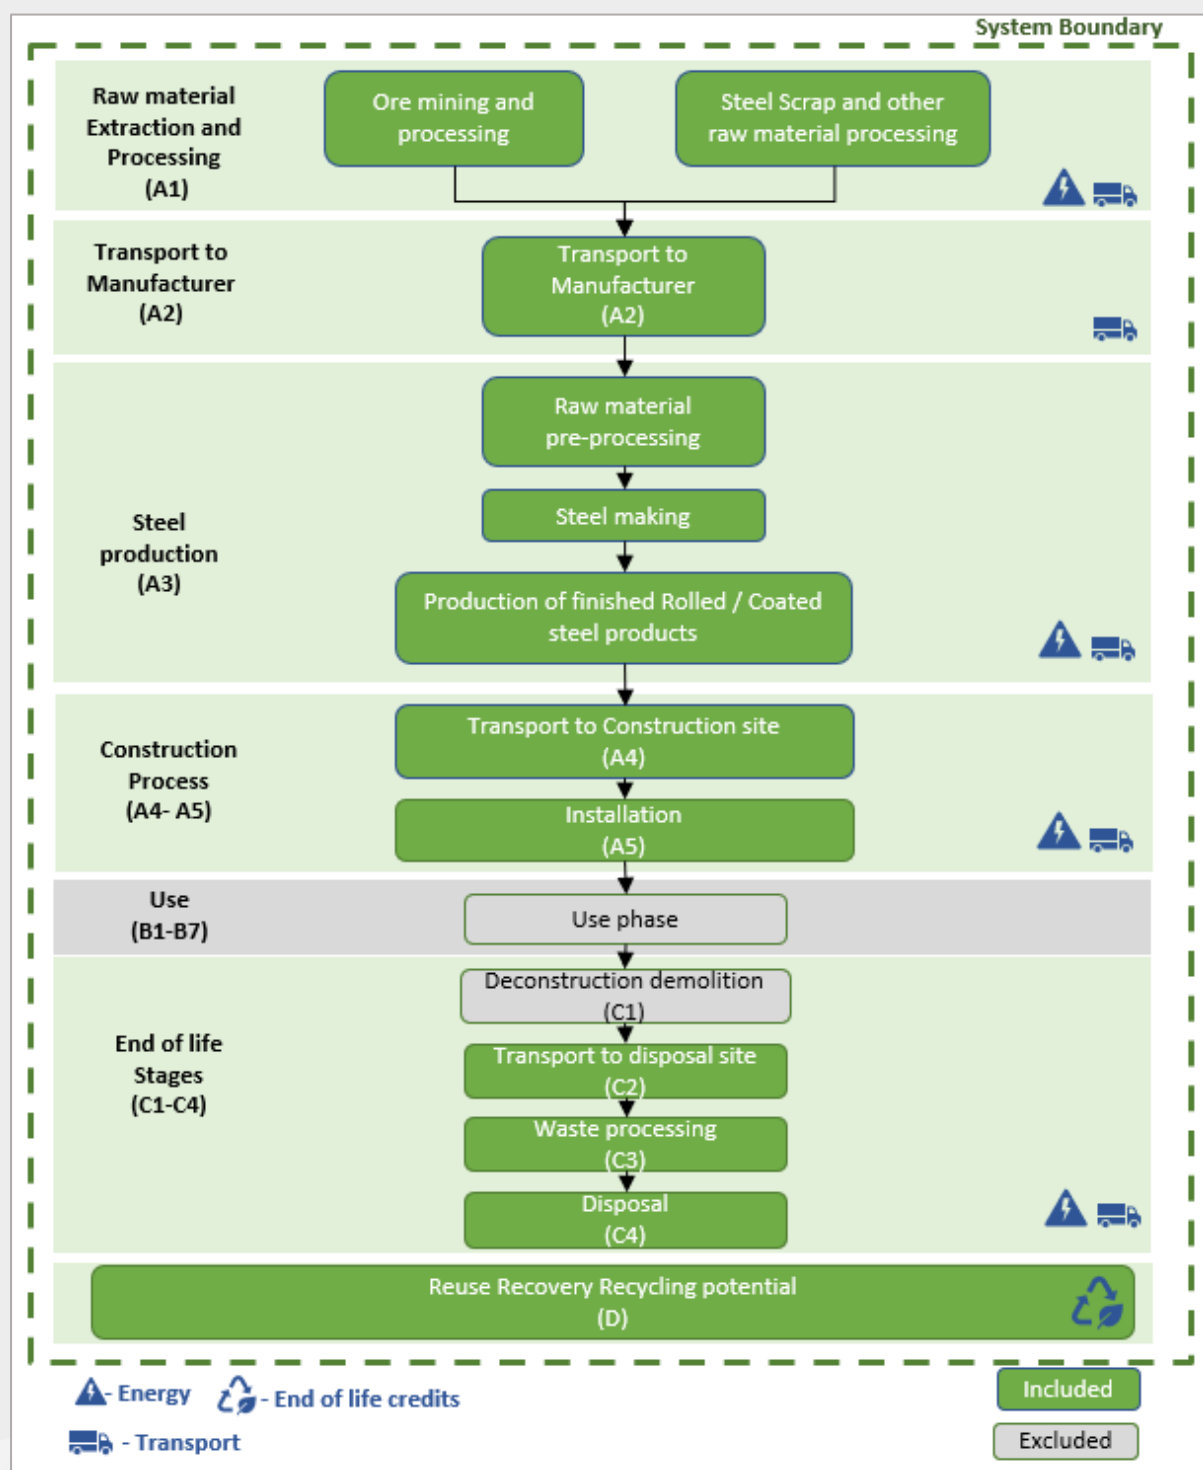 System Boundary
Raw material
Extraction and
Processing
(A1)
Ore mining and
processing
Steel Scrap and other
raw material processing
Transport to
Manufacturer
(A2)
Transport to
Manufacturer
(A2)
Steel
production
(A3)
Raw material
pre-processing
Steel making
Production of finished Rolled / Coated
steel products
Construction
Process
(A4- A5)
Transport to Construction site
(A4)
Installation
(A5)
Use
(B1-B7)
Use phase
End of life
Stages
(C1-C4)
Deconstruction demolition
(C1)
Transport to disposal site
(C2)
Waste processing
(C3)
Disposal
(C4)
Reuse Recovery Recycling potential
(D)
- Energy
- End of life credits
- Transport
Included
Excluded